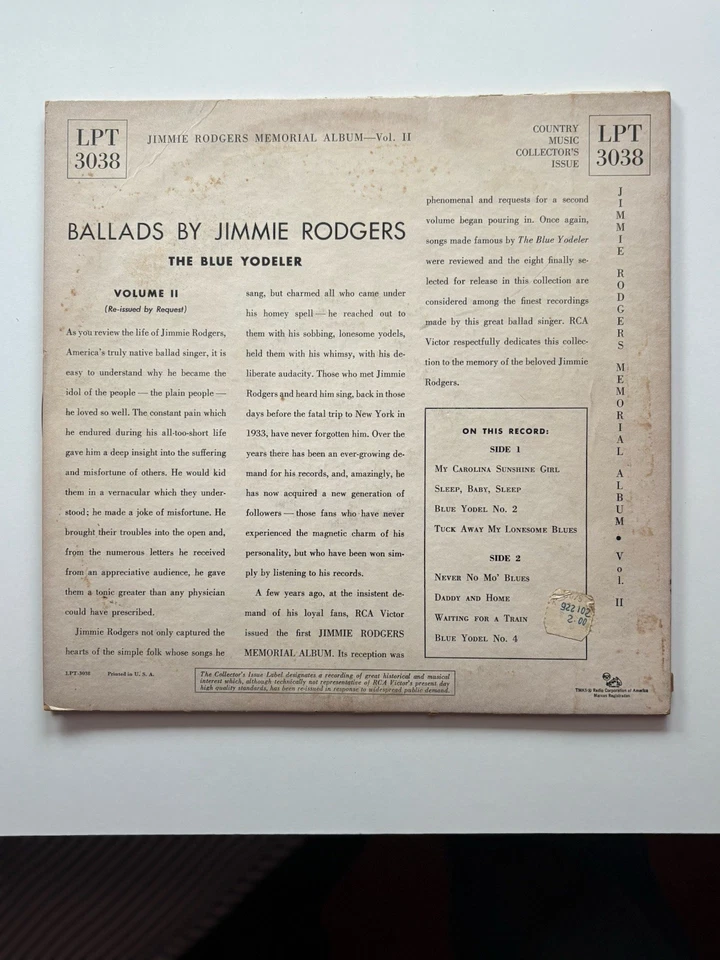 LPT
3038
JIMMIE RODGERS MEMORIAL ALBUM—Vol. II
COUNTRY
MUSIC
COLLECTOR'S
ISSUE
LPT
3038
BALLADS BY JIMMIE RODGERS
THE BLUE YODELER
VOLUME II
(Re-issued by Request)
As you review the life of Jimmie Rodgers,
America's truly native ballad singer, it is
easy to understand why he became the
idol of the people — the plain people —
he loved so well. The constant pain which
he endured during his all-too-short life
gave him a deep insight into the suffering
and misfortune of others. He would kid
them in a vernacular which they under-
stood; he made a joke of misfortune. He
brought their troubles into the open and,
from the numerous letters he received
from an appreciative audience, he gave
them a tonic greater than any physician
could have prescribed.
Jimmie Rodgers not only captured the
hearts of the simple folk whose songs he
sang, but charmed all who came under
his homey spell — he reached out to
them with his sobbing, lonesome yodels,
held them with his whimsy, with his de-
liberate audacity. Those who met Jimmie
Rodgers and heard him sing, back in those
days before the fatal trip to New York in
1933, have never forgotten him. Over the
years there has been an ever-growing de-
mand for his records, and, amazingly, he
has now acquired a new generation of
followers — those fans who have never
experienced the magnetic charm of his
personality, but who have been won sim-
ply by listening to his records.
A few years ago, at the insistent de-
mand of his loyal fans, RCA Victor
issued the first JIMMIE RODGERS
MEMORIAL ALBUM. Its reception was
phenomenal and requests for a second
volume began pouring in. Once again,
songs made famous by The Blue Yodeler
were reviewed and the eight finally se-
lected for release in this collection are
considered among the finest recordings
made by this great ballad singer. RCA
Victor respectfully dedicates this collec-
tion to the memory of the beloved Jimmie
Rodgers.
ON THIS RECORD:
SIDE 1
MY CAROLINA SUNSHINE GIRL
SLEEP, BABY, SLEEP
BLUE YODEL NO. 2
TUCK AWAY MY LONESOME BLUES
SIDE 2
NEVER NO MO' BLUES
DADDY AND HOME
WAITING FOR A TRAIN
BLUE YODEL NO. 4
922102
2.00
JIMMIE RODGERS MEMORIAL ALBUM • Vol. II
LPT-3038 Printed in U. S. A.
The Collector's Issue Label designates a recording of great historical and musical
interest which, although technically not representative of RCA Victor's present day
high quality standards, has been re-issued in response to widespread public demand.
TMKS ® Radio Corporation of America
Marcas Registradas